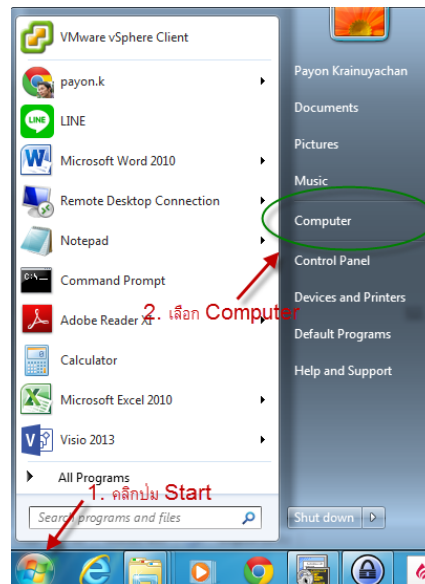 VMware vSphere Client
payon.k
LINE
Microsoft Word 2010
Remote Desktop Connection
Notepad
Command Prompt
Adobe Reader XI
Calculator
Microsoft Excel 2010
Visio 2013
All Programs
Search programs and files
Payon Krainuyachan
Documents
Pictures
Music
Computer
Control Panel
Devices and Printers
Default Programs
Help and Support
Shut down
2. เลือก Computer
1. คลิกปุ่ม Start